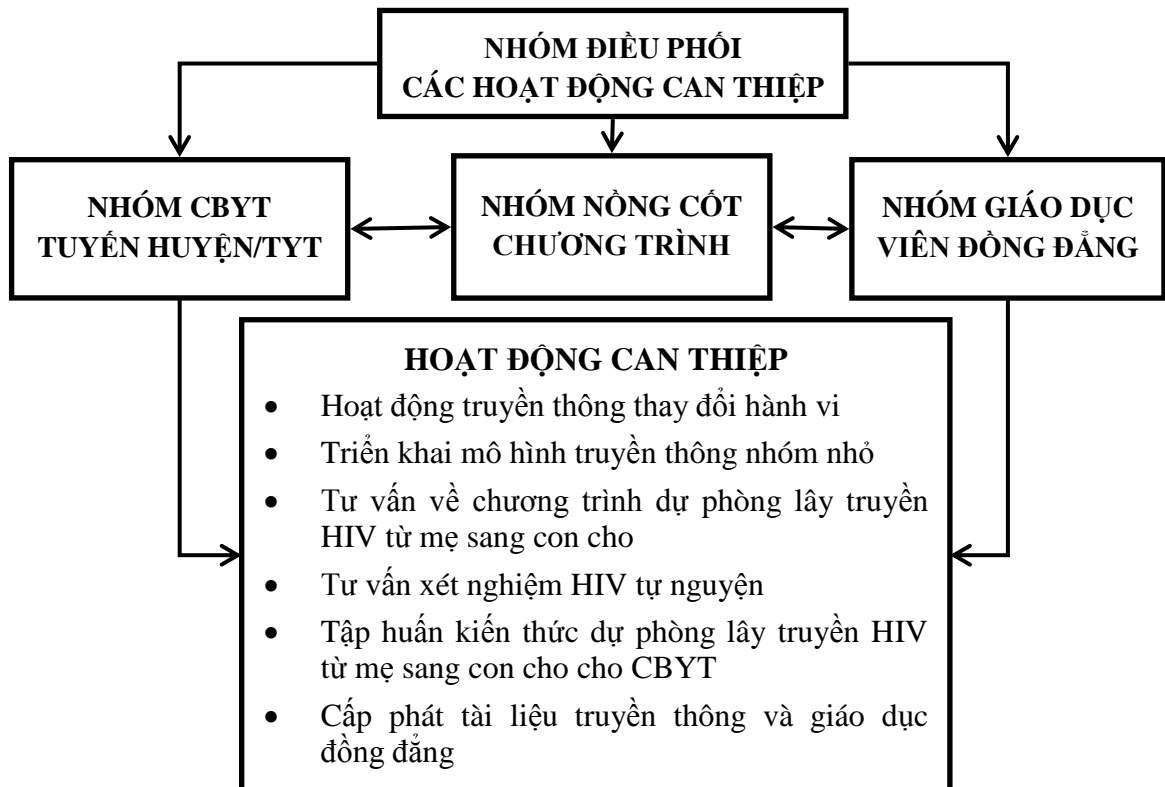 NHÓM ĐIỀU PHỐI
CÁC HOẠT ĐỘNG CAN THIỆP
NHÓM CBYT
TUYẾN HUYỆN/TYT
NHÓM NÒNG CỐT
CHƯƠNG TRÌNH
NHÓM GIÁO DỤC
VIÊN ĐỒNG ĐẲNG
HOẠT ĐỘNG CAN THIỆP
• Hoạt động truyền thông thay đổi hành vi
• Triển khai mô hình truyền thông nhóm nhỏ
• Tư vấn về chương trình dự phòng lây truyền
HIV từ mẹ sang con cho
• Tư vấn xét nghiệm HIV tự nguyện
• Tập huấn kiến thức dự phòng lây truyền HIV
từ mẹ sang con cho cho CBYT
• Cấp phát tài liệu truyền thông và giáo dục
đồng đẳng